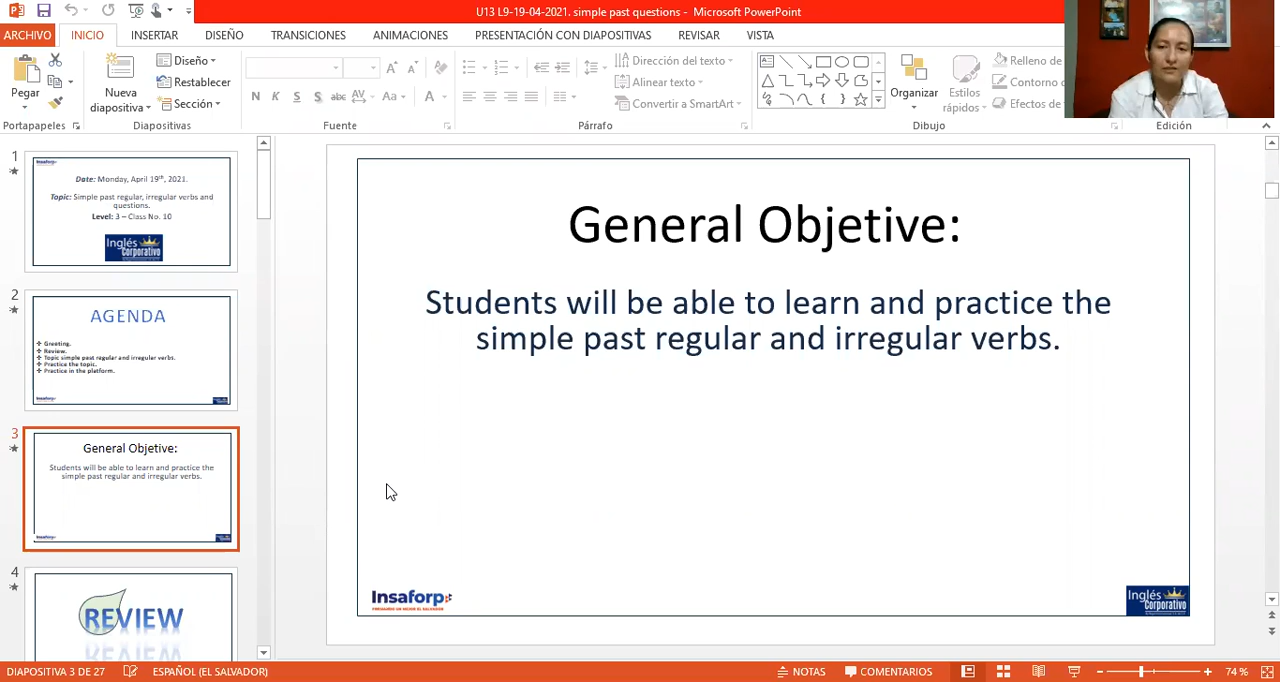 U13 L9-19-04-2021. simple past questions - Microsoft PowerPoint
ARCHIVO INICIO INSERTAR DISEÑO TRANSICIONES ANIMACIONES PRESENTACIÓN CON DIAPOSITIVAS REVISAR VISTA
Pegar
Nueva
diapositiva
Diseño
Restablecer
Sección
N K S S abc AV Aa A
Dirección del texto
Alinear texto
Convertir a SmartArt
Organizar
Estilos
rápidos
Relleno de
Contorno
Efectos de
Portapapeles Diapositivas Fuente Párrafo Dibujo Edición
1
Insaforp
Date: Monday, April 19th, 2021.
Topic: Simple past regular, irregular verbs and
questions.
Level: 3 – Class No. 10
Inglés
Corporativo
2
AGENDA
Greeting.
Review.
Topic simple past regular and irregular verbs.
Practice the topic.
Practice in the platform.
3
General Objetive:
Students will be able to learn and practice the
simple past regular and irregular verbs.
4
REVIEW
General Objetive:
Students will be able to learn and practice the
simple past regular and irregular verbs.
Insaforp
Inglés
Corporativo
DIAPOSITIVA 3 DE 27 ESPAÑOL (EL SALVADOR) NOTAS COMENTARIOS 74 %